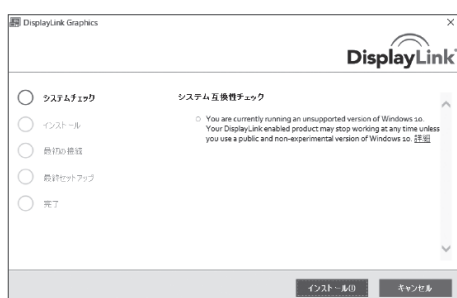 DisplayLink Graphics
DisplayLink
システムチェック
インストール
最初の接続
最終セットアップ
完了
システム互換性チェック
You are currently running an unsupported version of Windows 10.
Your DisplayLink enabled product may stop working at any time unless
you use a public and non-experimental version of Windows 10. 詳細
インストール(I)
キャンセル